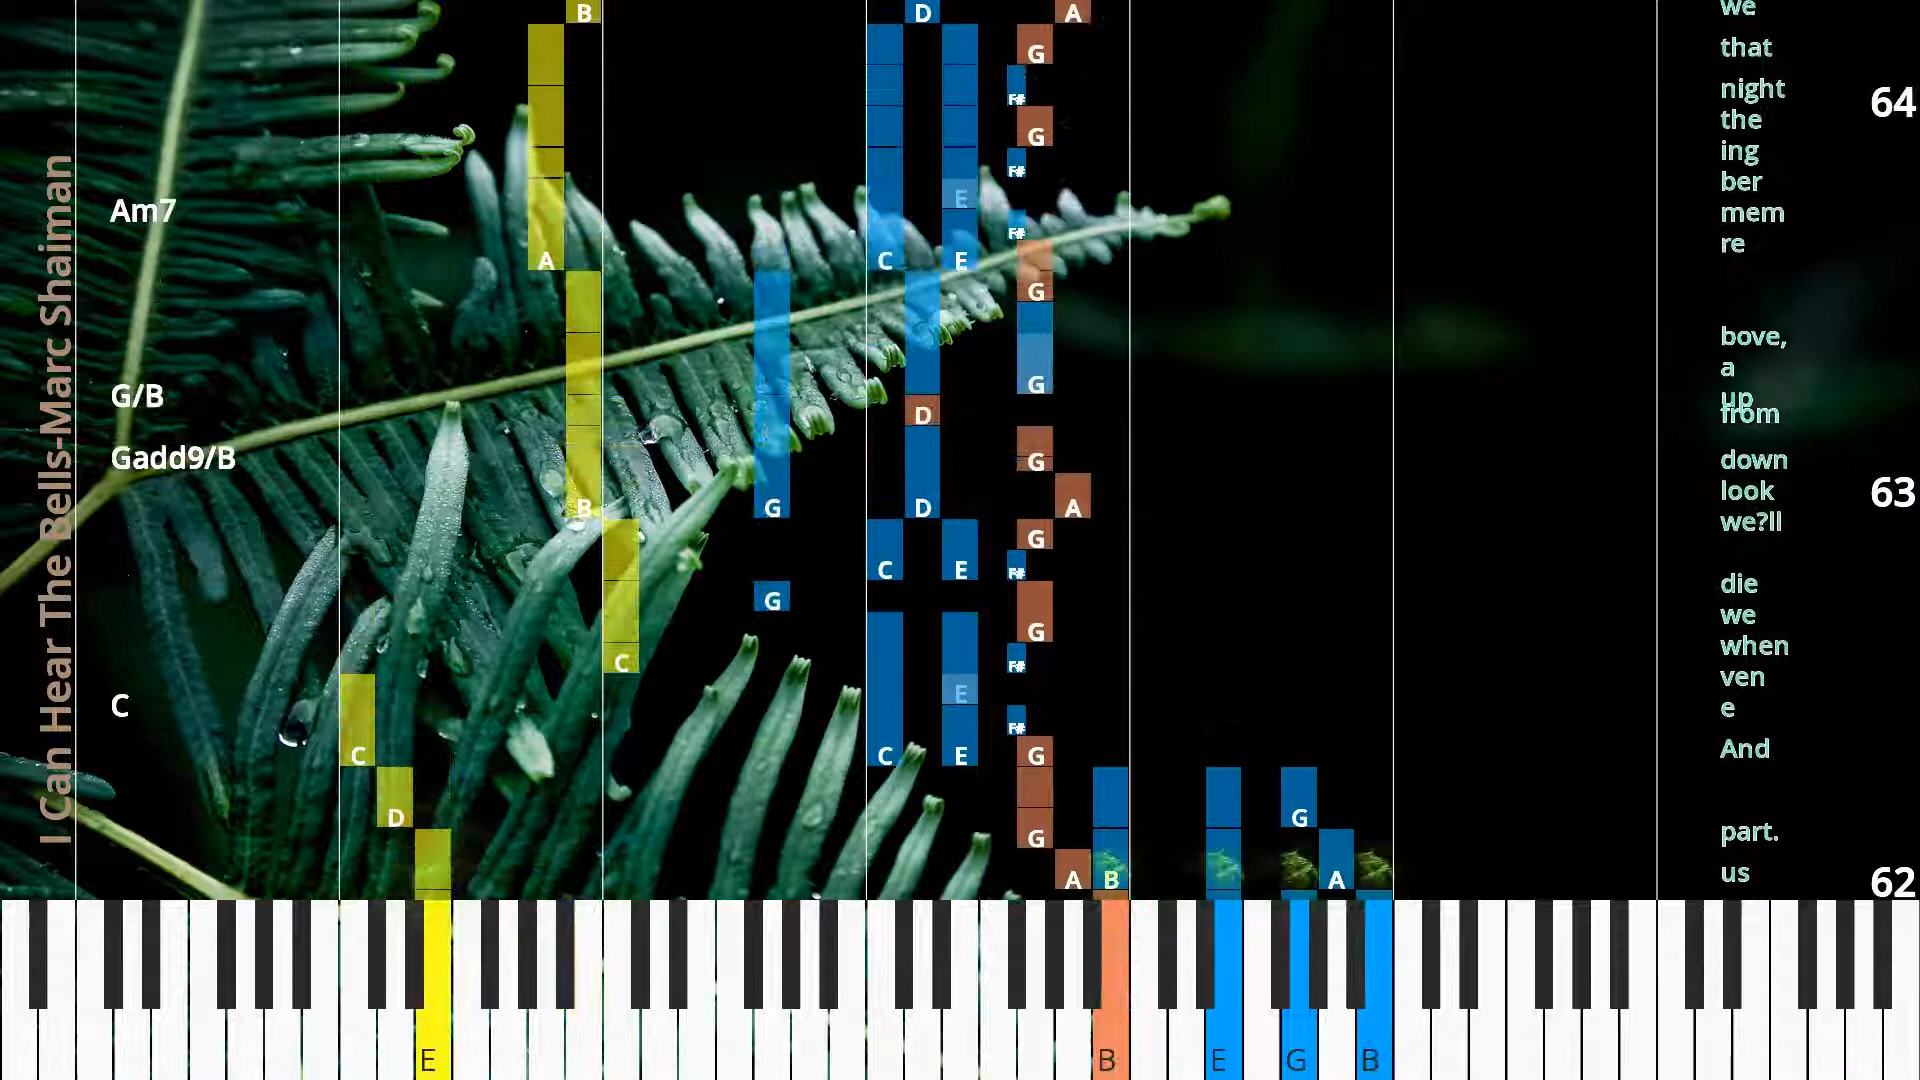 I Can Hear The Bells-Marc Shaiman
B
D
A
G
F#
G
F#
E
F#
Am7
A
C
E
G
G
G/B
D
G
Gadd9/B
B
G
D
A
G
C
E
F#
G
G
C
F#
E
F#
C
C
C
E
G
D
G
G
A
B
A
E
B
E
G
B
we
that
night
the
ing
ber
mem
re
bove,
a
up
from
down
look
we?ll
die
we
when
ven
e
And
part.
us
64
63
62